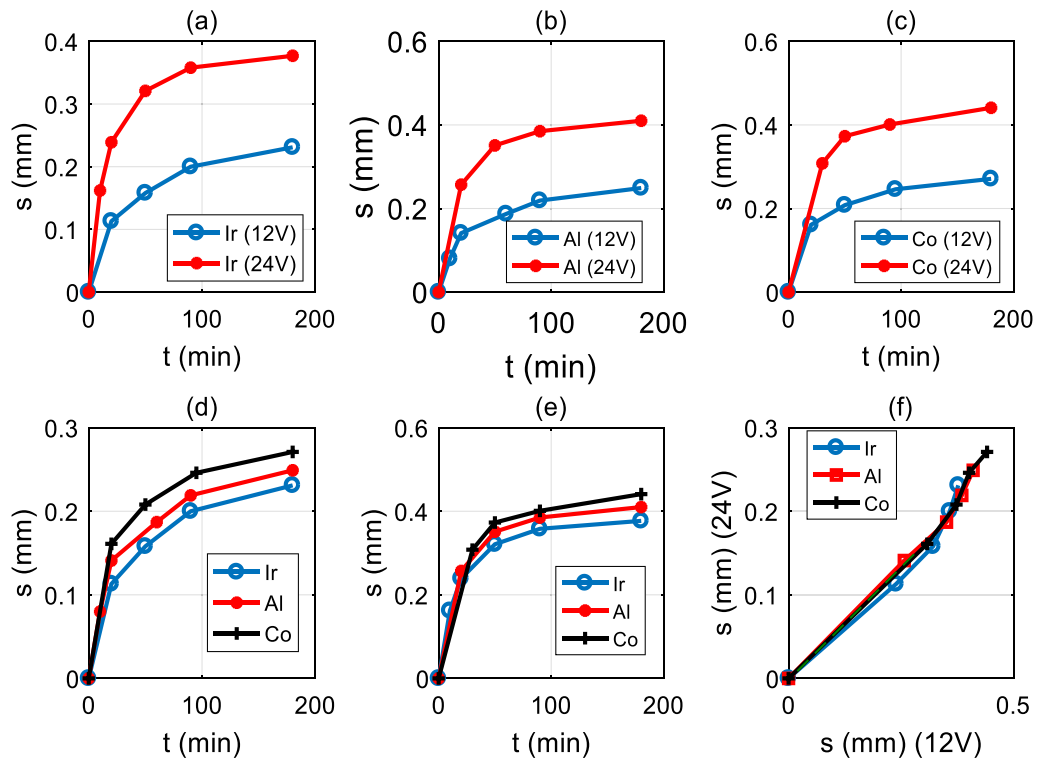 (a)
0.4
0.3
0.2
0.1
0
s (mm)
Ir (12V)
Ir (24V)
0 100 200
t (min)
(b)
0.6
0.4
0.2
0
s (mm)
Al (12V)
Al (24V)
0 100 200
t (min)
(c)
0.6
0.4
0.2
0
s (mm)
Co (12V)
Co (24V)
0 100 200
t (min)
(d)
0.3
0.2
0.1
0
s (mm)
Ir
Al
Co
0 100 200
t (min)
(e)
0.6
0.4
0.2
0
s (mm)
Ir
Al
Co
0 100 200
t (min)
(f)
0.3
0.2
0.1
0
s (mm) (24V)
Ir
Al
Co
0 0.5
s (mm) (12V)